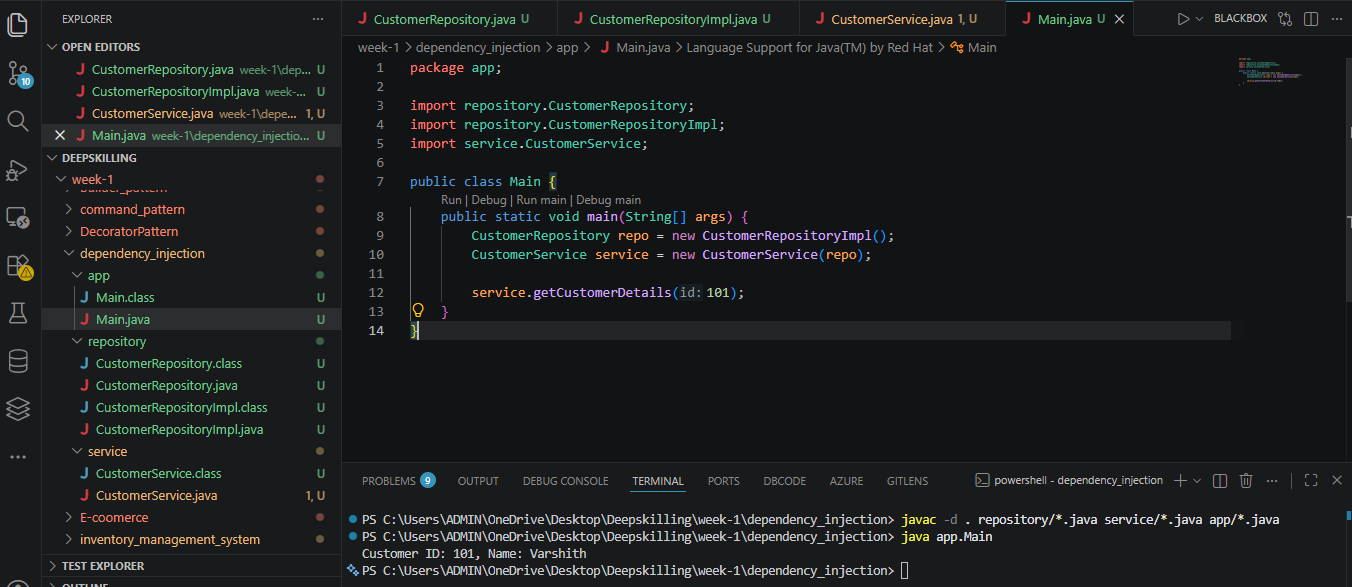 EXPLORER
OPEN EDITORS
CustomerRepository.java week-1\dep... U
CustomerRepositoryImpl.java week-... U
CustomerService.java week-1\depe... 1, U
Main.java week-1\dependency_injectio... U
DEEPSKILLING
week-1
builder_pattern
command_pattern
DecoratorPattern
dependency_injection
app
Main.class U
Main.java U
repository
CustomerRepository.class U
CustomerRepository.java U
CustomerRepositoryImpl.class U
CustomerRepositoryImpl.java U
service
CustomerService.class U
CustomerService.java 1, U
E-coomerce
inventory_management_system
TEST EXPLORER
OUTLINE
10
CustomerRepository.java U
CustomerRepositoryImpl.java U
CustomerService.java 1, U
Main.java U
BLACKBOX
week-1 > dependency_injection > app > Main.java > Language Support for Java(TM) by Red Hat > Main
1 package app;
2
3 import repository.CustomerRepository;
4 import repository.CustomerRepositoryImpl;
5 import service.CustomerService;
6
7 public class Main {
Run | Debug | Run main | Debug main
8 public static void main(String[] args) {
9 CustomerRepository repo = new CustomerRepositoryImpl();
10 CustomerService service = new CustomerService(repo);
11
12 service.getCustomerDetails(id: 101);
13 }
14 }
PROBLEMS 9 OUTPUT DEBUG CONSOLE TERMINAL PORTS DBCODE AZURE GITLENS
powershell - dependency_injection
PS C:\Users\ADMIN\OneDrive\Desktop\Deepskilling\week-1\dependency_injection> javac -d . repository/*.java service/*.java app/*.java
PS C:\Users\ADMIN\OneDrive\Desktop\Deepskilling\week-1\dependency_injection> java app.Main
Customer ID: 101, Name: Varshith
PS C:\Users\ADMIN\OneDrive\Desktop\Deepskilling\week-1\dependency_injection>